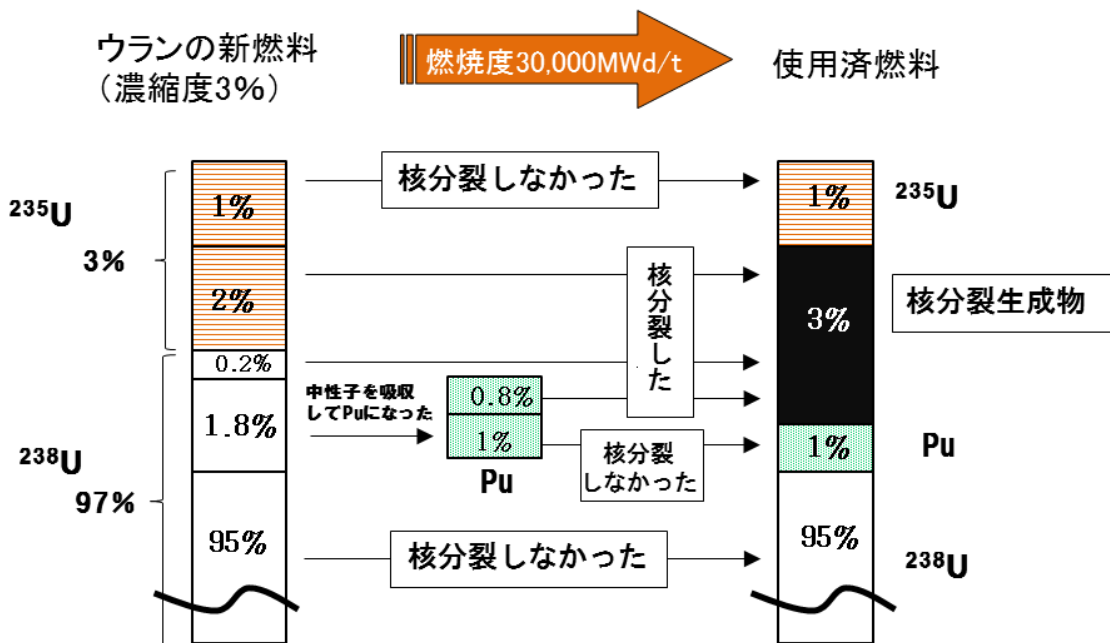 ウランの新燃料
（濃縮度3%）
燃焼度30,000MWd/t
使用済燃料
235U
3%
1%
核分裂しなかった
1%
235U
2%
核分裂した
3%
核分裂生成物
0.2%
238U
97%
1.8%
中性子を吸収
してPuになった
0.8%
1%
Pu
核分裂
しなかった
1%
Pu
95%
核分裂しなかった
95%
238U